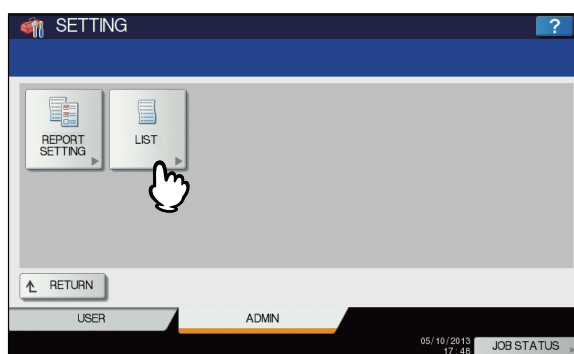 SETTING
?
REPORT
SETTING
LIST
RETURN
USER
ADMIN
05/10/2013
17:48
JOB STATUS